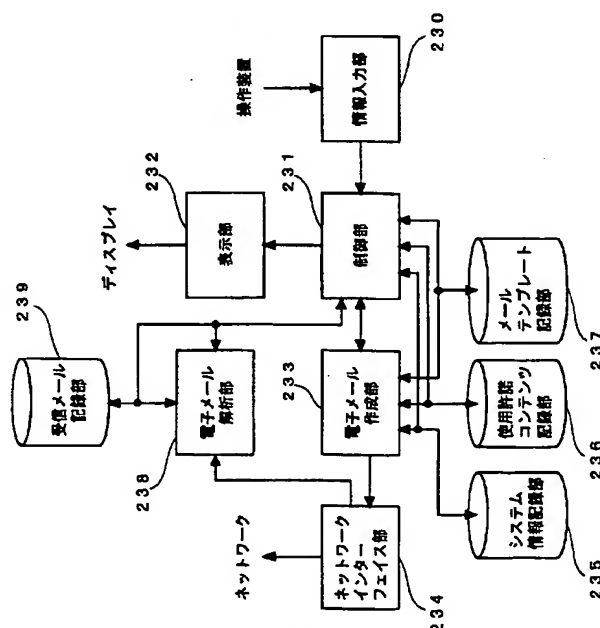 239
受信メール
記録部
ディスプレイ
232
表示部
操作装置
231
制御部
情報入力部
230
238
電子メール
解析部
233
電子メール
作成部
ネットワーク
ネットワーク
インター
フェイス部
234
システム
情報記録部
235
使用許諾
コンテンツ
記録部
236
メール
テンプレート
記録部
237